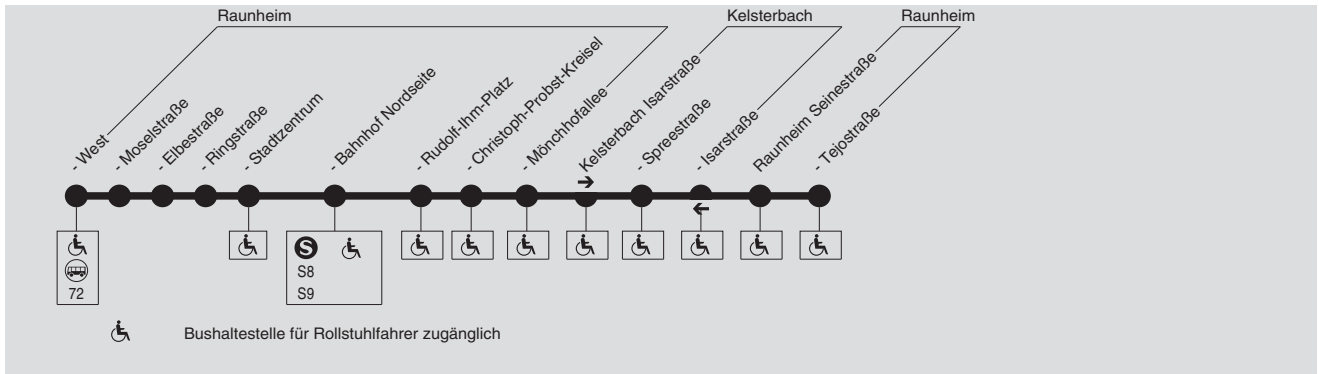 Raunheim
Kelsterbach
Raunheim
- West
- Moselstraße
- Elbestraße
- Ringstraße
- Stadtzentrum
- Bahnhof Nordseite
- Rudolf-Ihm-Platz
- Christoph-Probst-Kreisel
- Mönchhofallee
Kelsterbach Isarstraße
- Spreestraße
- Isarstraße
Raunheim Seinestraße
- Tejostraße
72
S
S8
S9
Bushaltestelle für Rollstuhlfahrer zugänglich